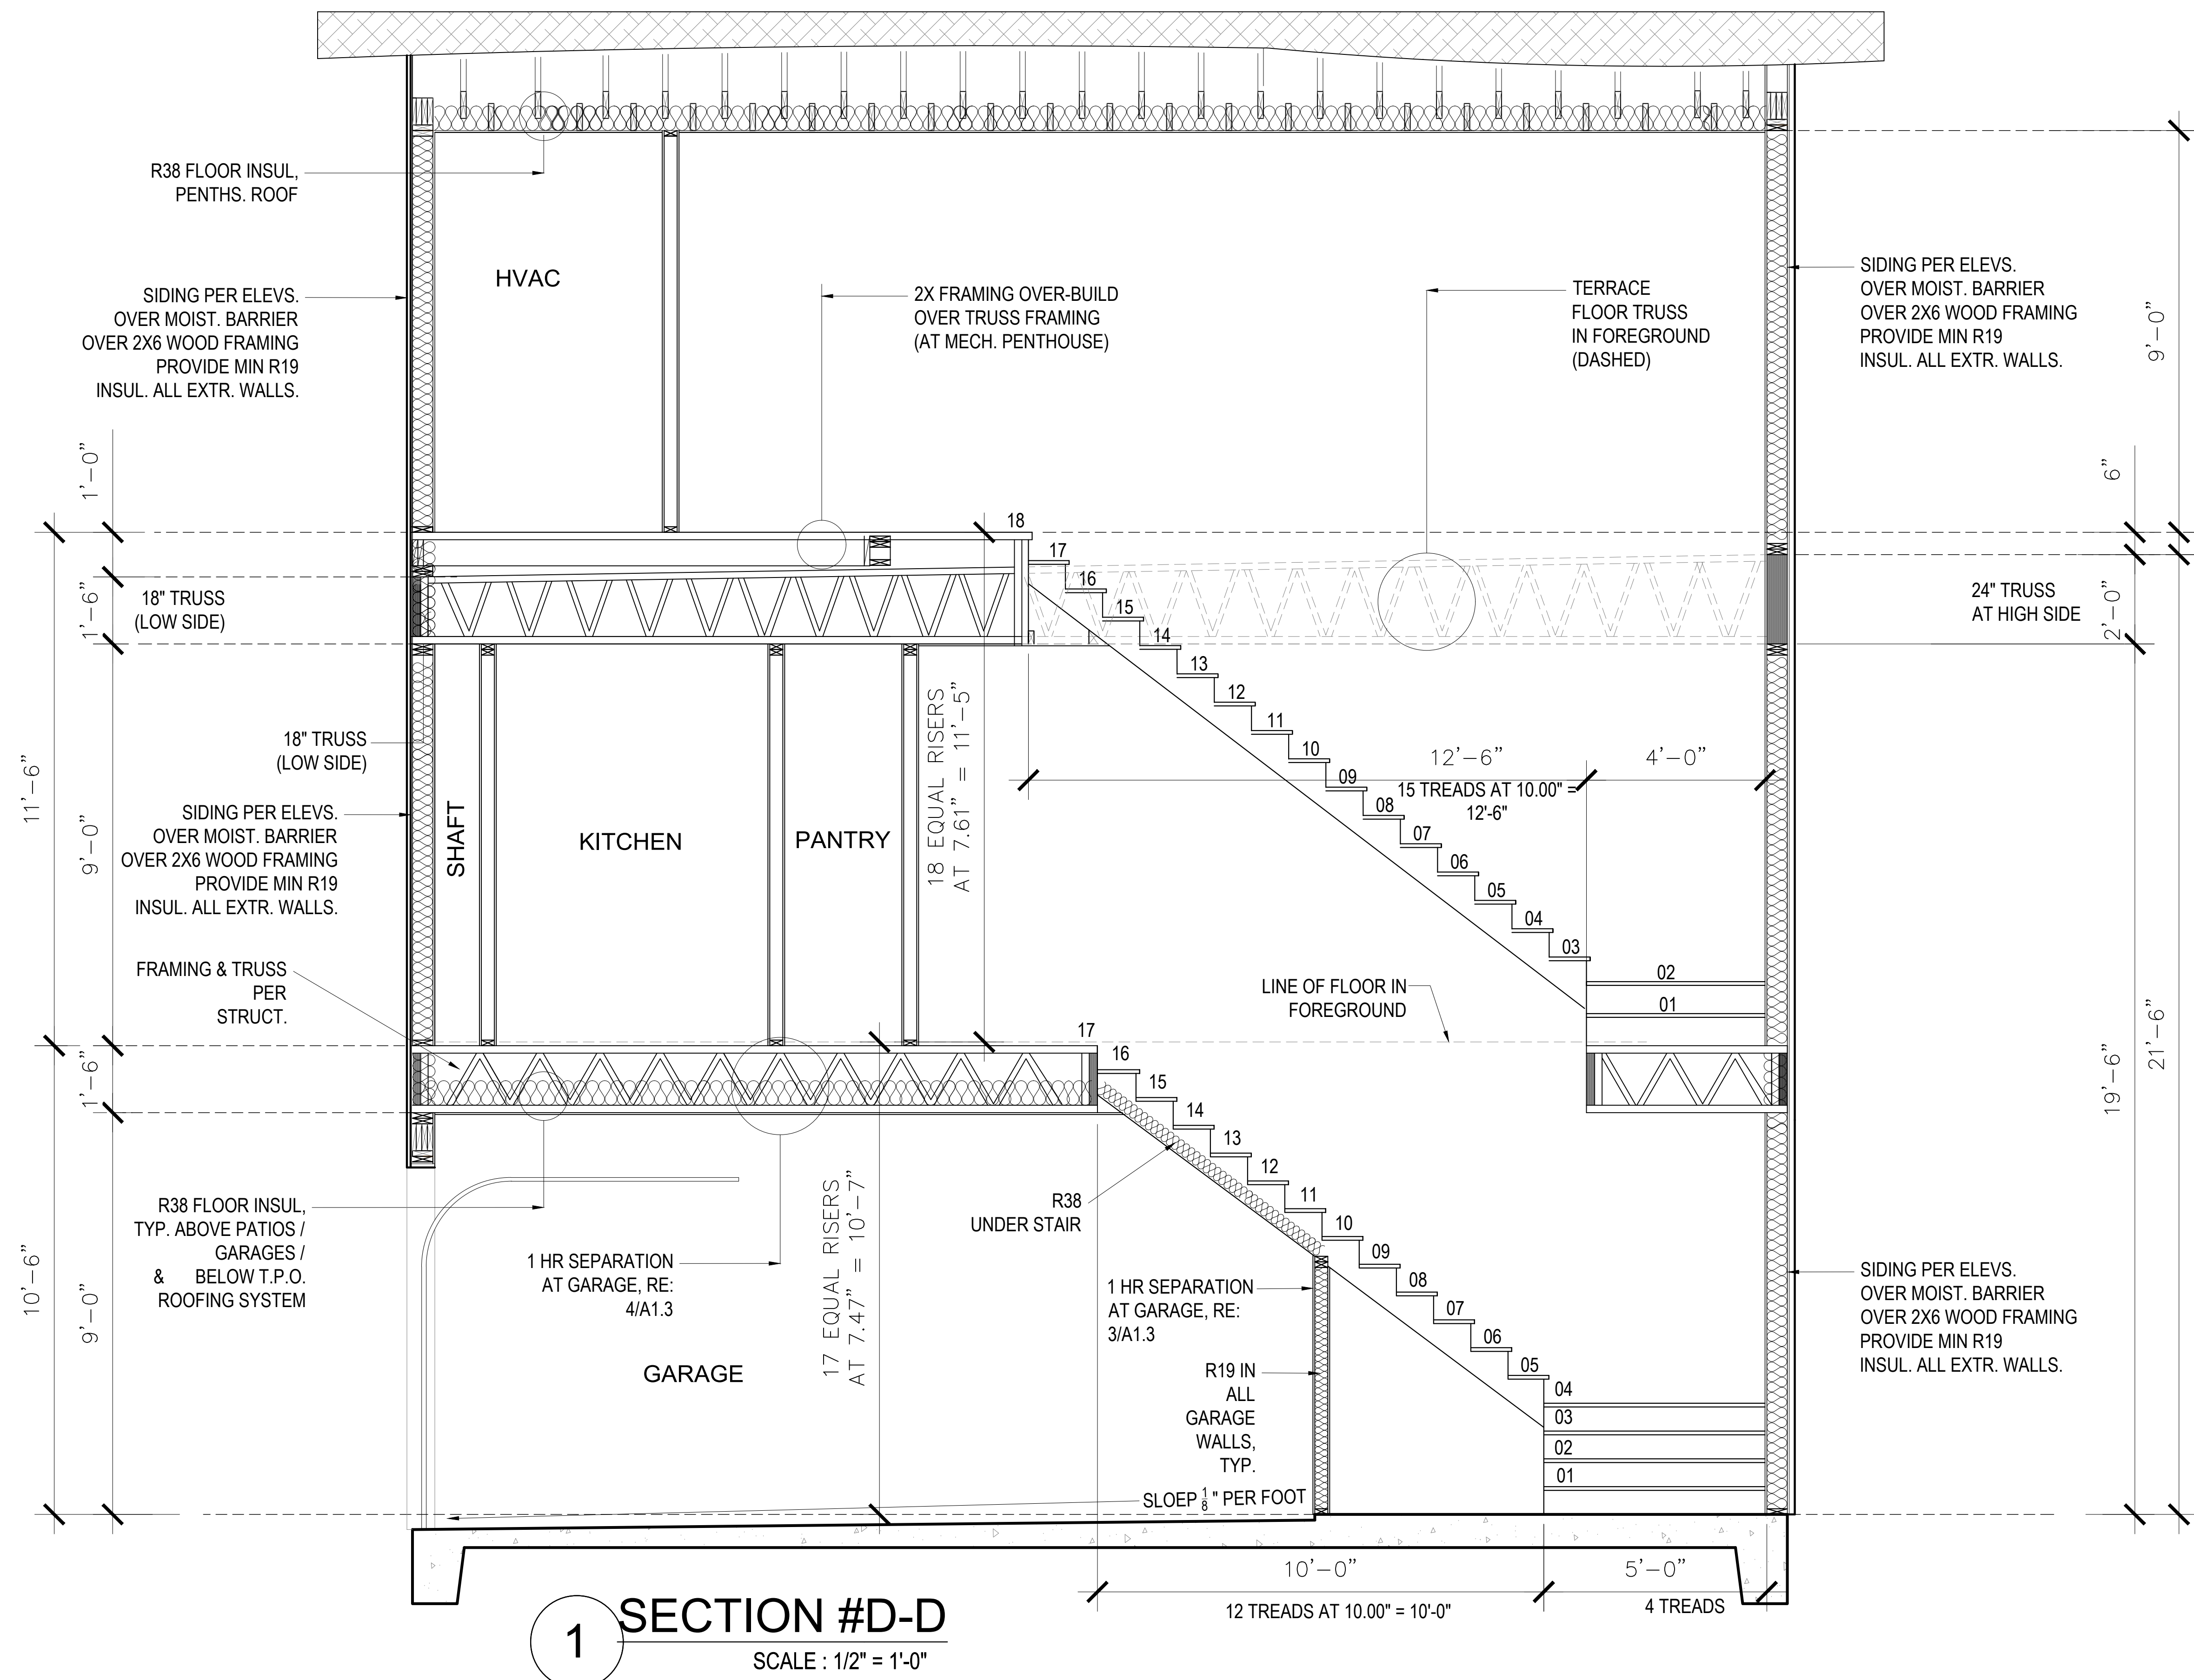 R38 FLOOR INSUL,
PENTHS. ROOF
HVAC
SIDING PER ELEVS.
OVER MOIST. BARRIER
OVER 2X6 WOOD FRAMING
PROVIDE MIN R19
INSUL. ALL EXTR. WALLS.
2X FRAMING OVER-BUILD
OVER TRUSS FRAMING
(AT MECH. PENTHOUSE)
TERRACE
FLOOR TRUSS
IN FOREGROUND
(DASHED)
SIDING PER ELEVS.
OVER MOIST. BARRIER
OVER 2X6 WOOD FRAMING
PROVIDE MIN R19
INSUL. ALL EXTR. WALLS.
9'-0"
1'-0"
6"
18
17
16
15
14
13
12
11
10
09
08
07
06
05
04
03
02
01
18" TRUSS
(LOW SIDE)
1'-6"
24" TRUSS
AT HIGH SIDE
2'-0"
18" TRUSS
(LOW SIDE)
11'-6"
9'-0"
SIDING PER ELEVS.
OVER MOIST. BARRIER
OVER 2X6 WOOD FRAMING
PROVIDE MIN R19
INSUL. ALL EXTR. WALLS.
SHAFT
KITCHEN
PANTRY
18 EQUAL RISERS
AT 7.61" = 11'-5"
12'-6"
4'-0"
15 TREADS AT 10.00" =
12'-6"
FRAMING & TRUSS
PER
STRUCT.
LINE OF FLOOR IN
FOREGROUND
17
16
15
14
13
12
11
10
09
08
07
06
05
04
03
02
01
1'-6"
19'-6"
21'-6"
10'-6"
9'-0"
R38 FLOOR INSUL,
TYP. ABOVE PATIOS /
GARAGES /
& BELOW T.P.O.
ROOFING SYSTEM
1 HR SEPARATION
AT GARAGE, RE:
4/A1.3
GARAGE
17 EQUAL RISERS
AT 7.47" = 10'-7"
R38
UNDER STAIR
1 HR SEPARATION
AT GARAGE, RE:
3/A1.3
R19 IN
ALL
GARAGE
WALLS,
TYP.
SLOEP 1/8 " PER FOOT
SIDING PER ELEVS.
OVER MOIST. BARRIER
OVER 2X6 WOOD FRAMING
PROVIDE MIN R19
INSUL. ALL EXTR. WALLS.
10'-0"
5'-0"
12 TREADS AT 10.00" = 10'-0"
4 TREADS
1
SECTION #D-D
SCALE : 1/2" = 1'-0"